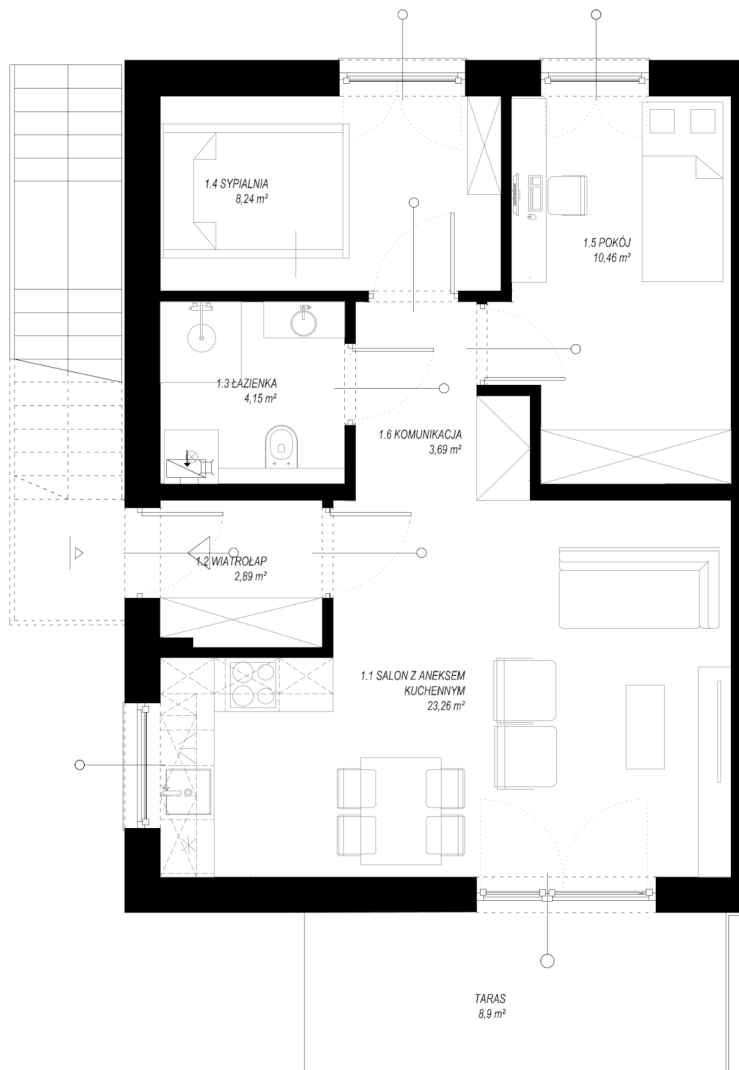 1.4 SYPIALNIA
8,24 m²
1.5 POKÓJ
10,46 m²
1.3 ŁAZIENKA
4,15 m²
1.6 KOMUNIKACJA
3,69 m²
1.2 WIATROŁAP
2,89 m²
1.1 SALON Z ANEKSEM
KUCHENNYM
23,26 m²
TARAS
8,9 m²